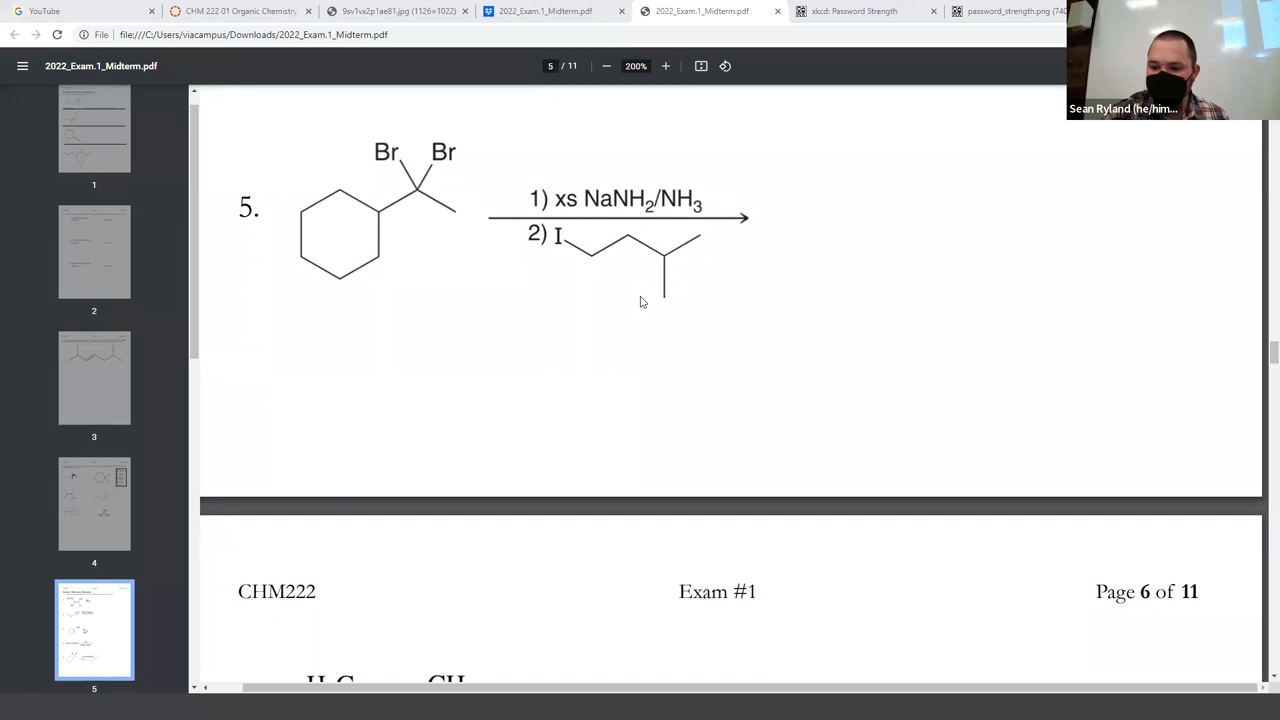 YouTube
CHM 222 01 Organic Chemistry
9sv1vx2p1ae81.jpg (1126×1022)
2022_Exam.1_Midterm.pdf
2022_Exam.1_Midterm.pdf
xkcd: Password Strength
password_strength.png (740
File
file:///C:/Users/viacampus/Downloads/2022_Exam.1_Midterm.pdf
2022_Exam.1_Midterm.pdf
5 / 11
200%
Sean Ryland (he/him...
1
2
3
4
5
Br Br
5.
1) xs NaNH2/NH3
2) I
CHM222
Exam #1
Page 6 of 11